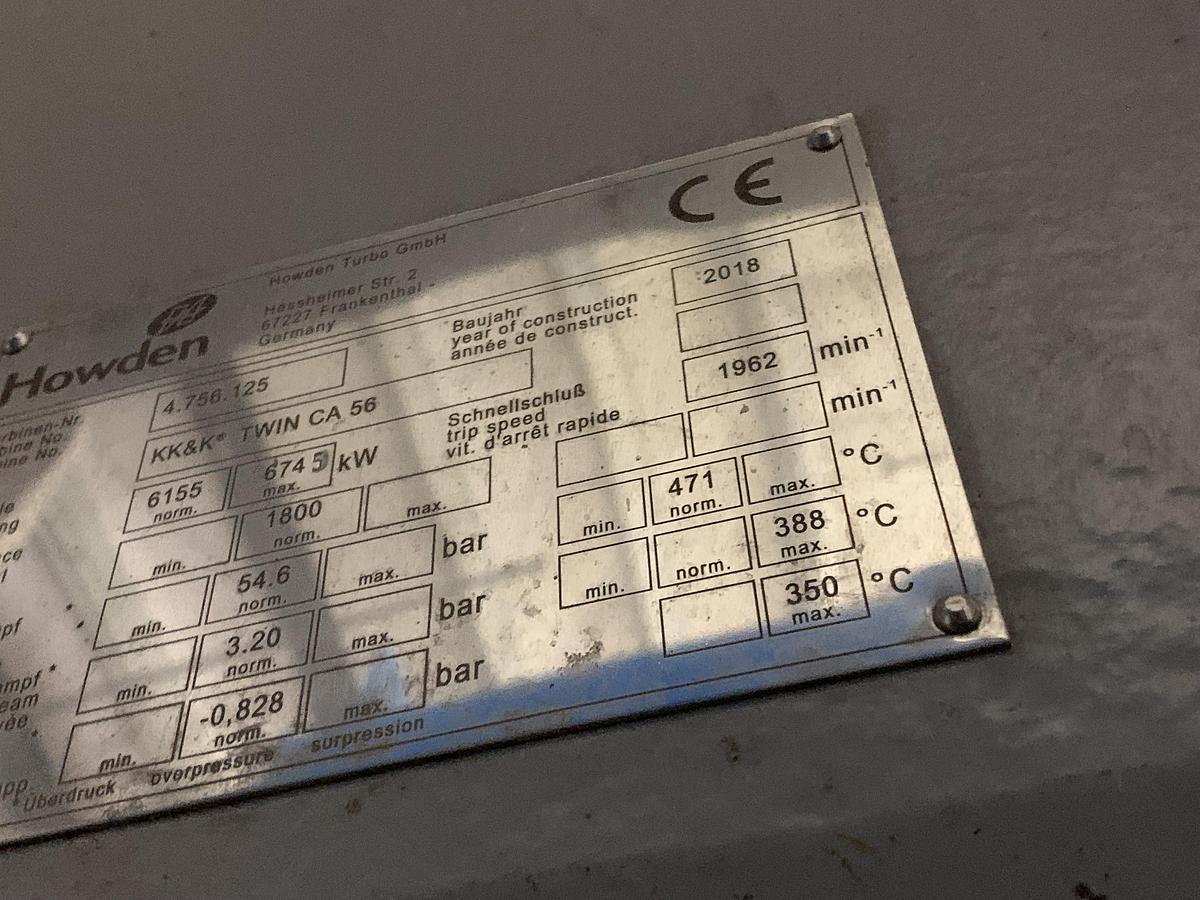 CE
Howden Turbo GmbH
Hessheimer Str. 2
67227 Frankenthal -
Germany
Howden
Baujahr
year of construction
année de construct.
2018
4.756.125
KK&K® TWIN CA 56
1962 min-1
Schnellschluß
trip speed
vit. d'arrêt rapide
min-1
6155 norm.
6745 max.
kW
min.
1800 norm.
max.
min.
471 norm.
max.
°C
min.
54.6 norm.
max.
bar
min.
norm.
388 max.
°C
min.
3.20 norm.
max.
bar
350 max.
°C
min.
-0,828 norm.
max.
bar
*Überdruck overpressure surpression